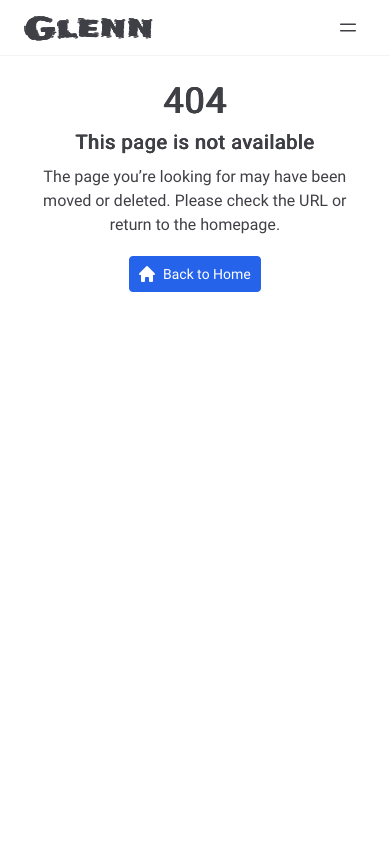 GLENN
404
This page is not available
The page you’re looking for may have been
moved or deleted. Please check the URL or
return to the homepage.
Back to Home